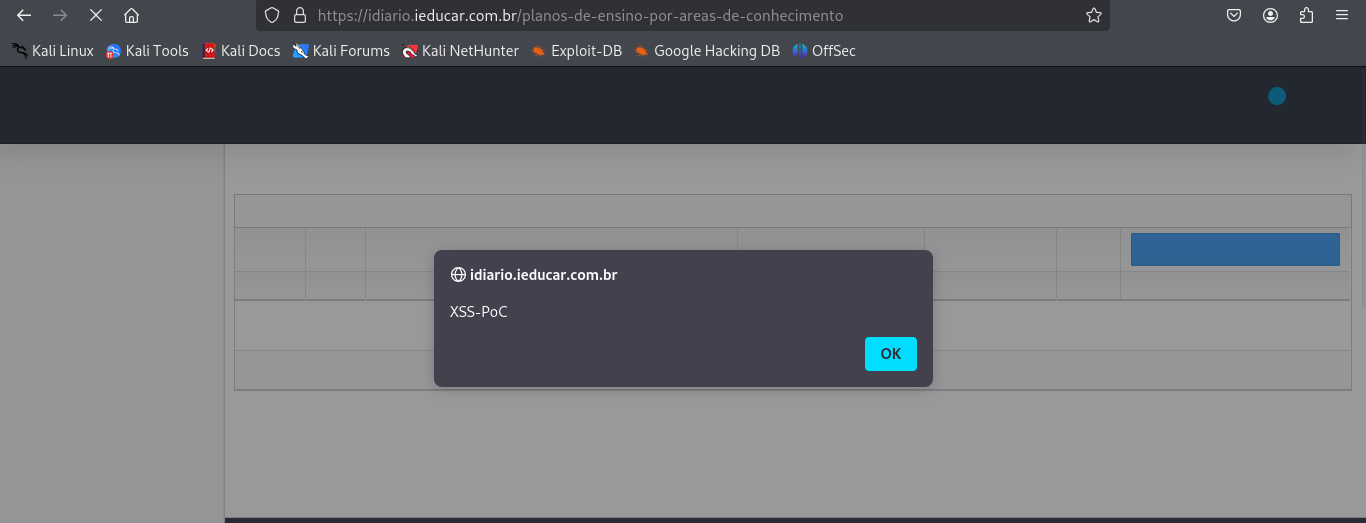 https://idiario.ieducar.com.br/planos-de-ensino-por-areas-de-conhecimento
Kali Linux Kali Tools Kali Docs Kali Forums Kali NetHunter Exploit-DB Google Hacking DB OffSec
idiario.ieducar.com.br
XSS-PoC
OK